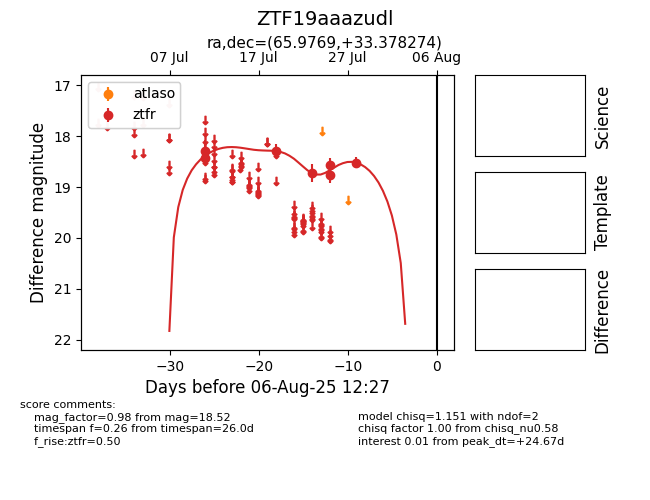 ZTF19aaazudl
ra,dec=(65.9769,+33.378274)
07 Jul 17 Jul 27 Jul 06 Aug
17
18
19
20
21
22
Difference magnitude
atlaso
ztfr
−30 −20 −10 0
Days before 06-Aug-25 12:27
Science
Template
Difference
score comments:
mag_factor=0.98 from mag=18.52
timespan f=0.26 from timespan=26.0d
f_rise:ztfr=0.50
model chisq=1.151 with ndof=2
chisq factor 1.00 from chisq_nu0.58
interest 0.01 from peak_dt=+24.67d